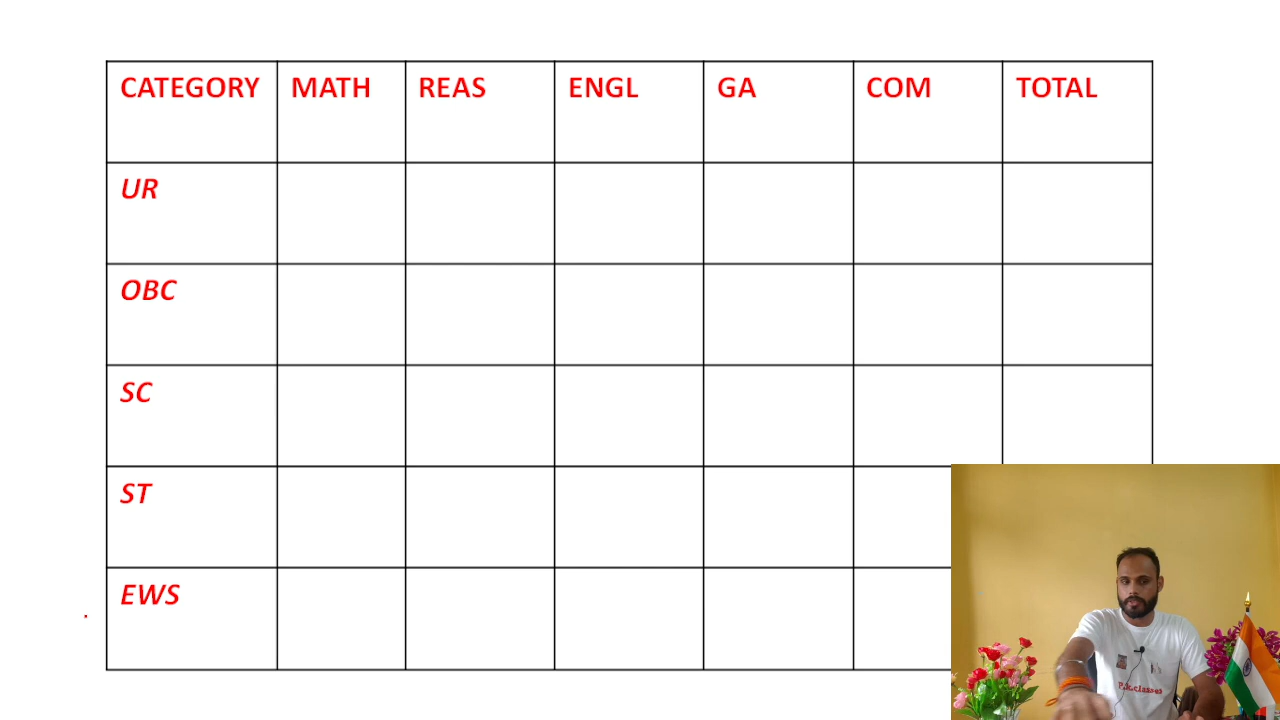 CATEGORY MATH REAS ENGL GA COM TOTAL
UR
OBC
SC
ST
EWS